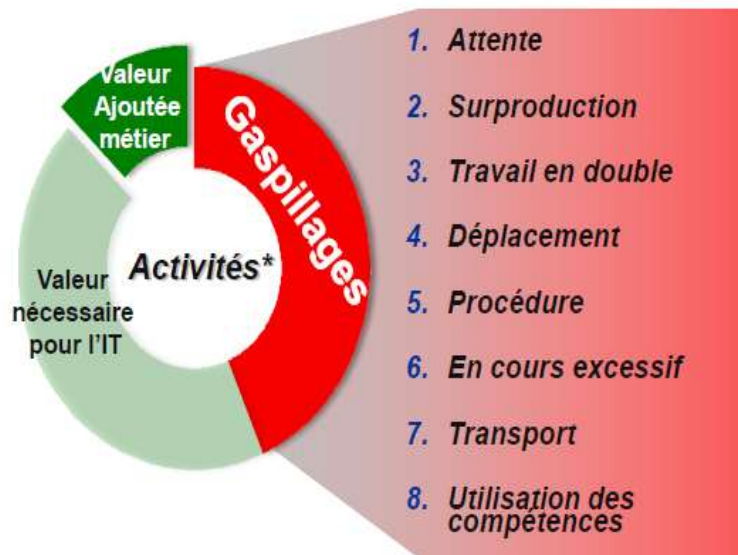 Valeur
Ajoutée
métier
Gaspillages
Activités*
Valeur
nécessaire
pour l'IT
1. Attente
2. Surproduction
3. Travail en double
4. Déplacement
5. Procédure
6. En cours excessif
7. Transport
8. Utilisation des
compétences